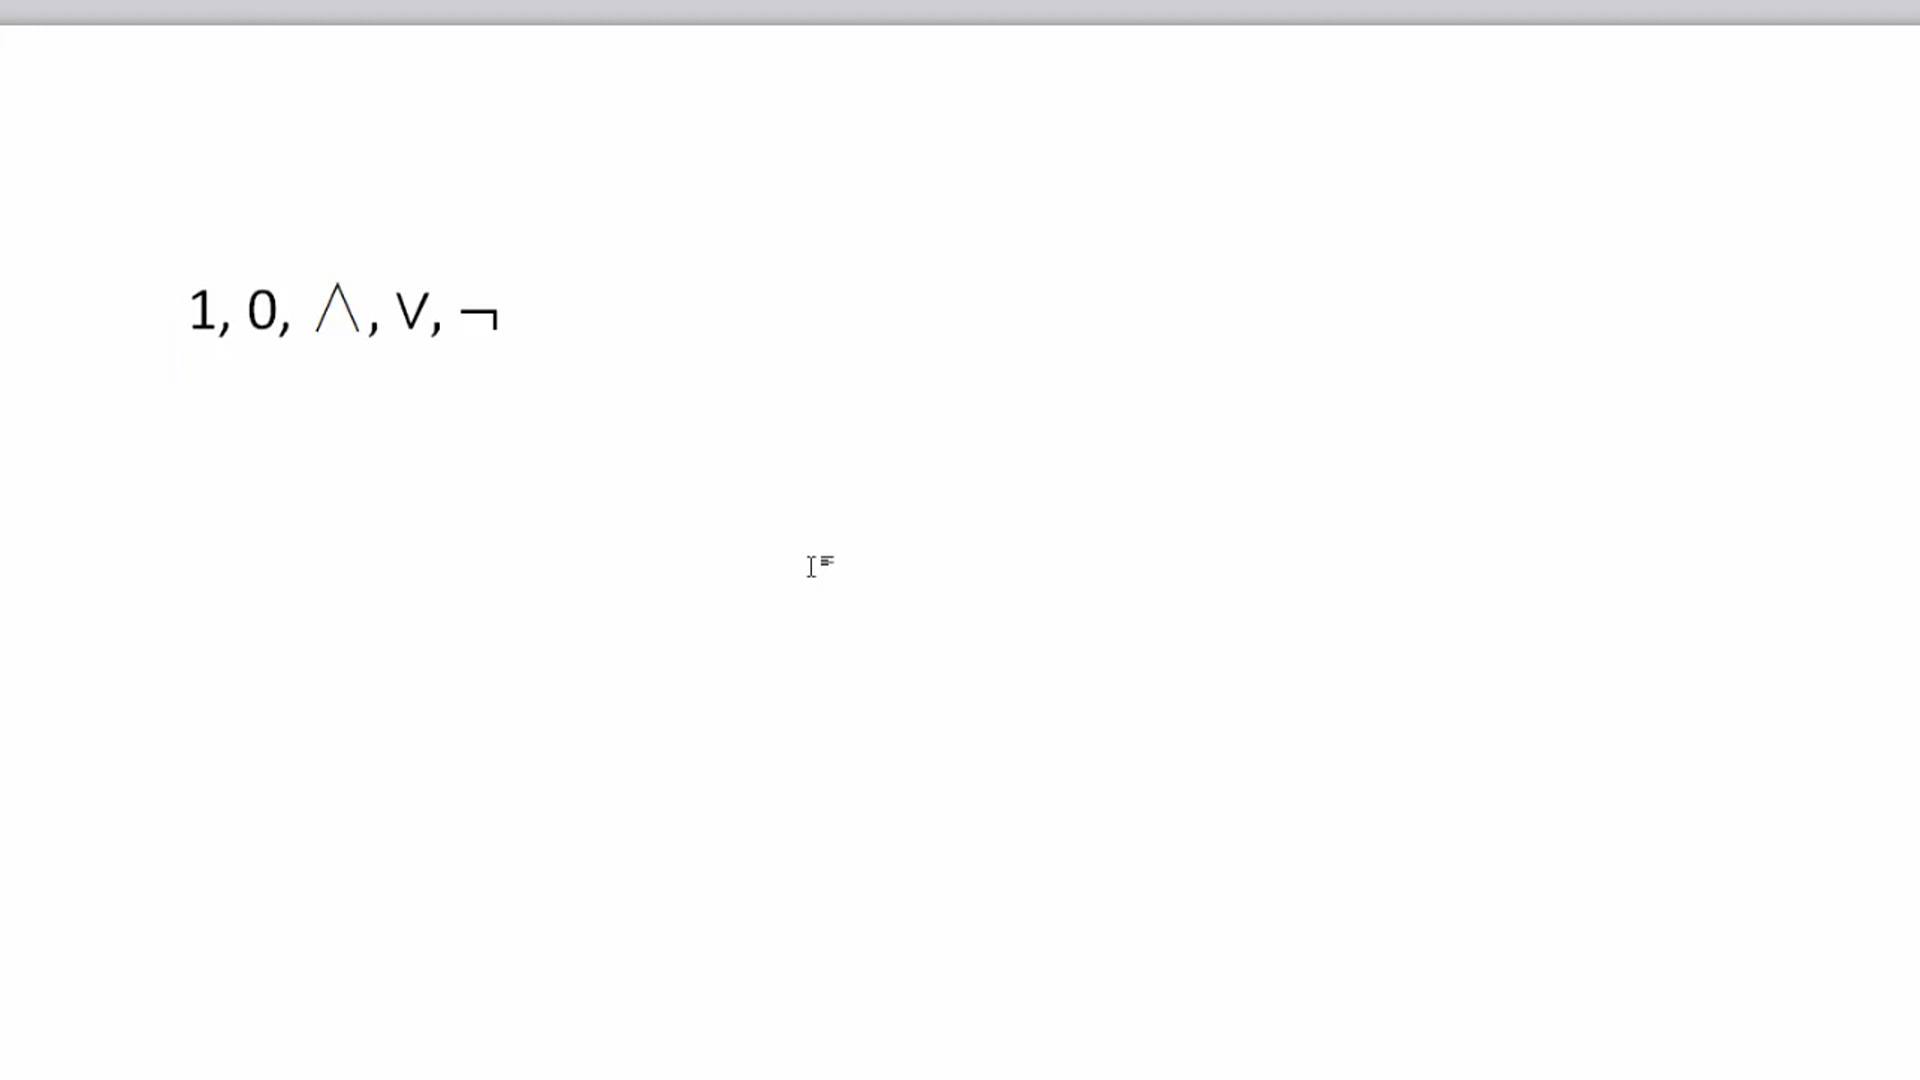 1, 0, ∧, ∨, ¬